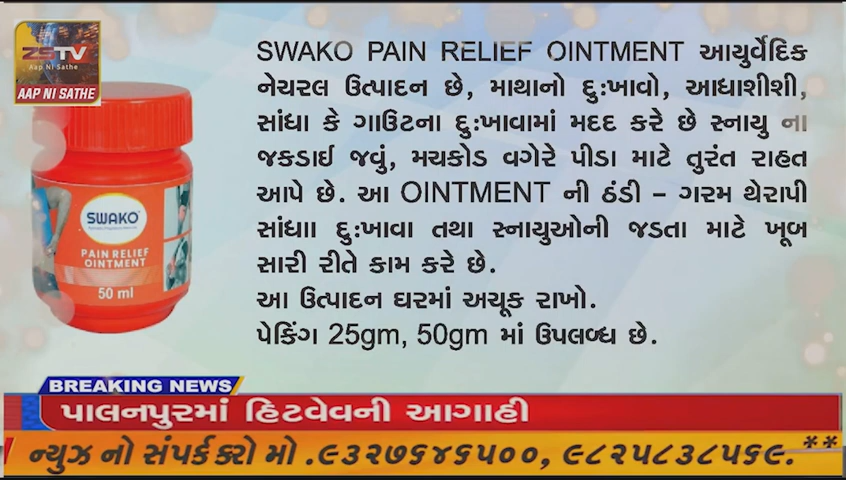 ZSTV
Aap Ni Sathe
AAP NI SATHE
SWAKO PAIN RELIEF OINTMENT આયુર્વેદિક
નેચરલ ઉત્પાદન છે, માથાનો દુઃખાવો, આધાશીશી,
સાંધા કે ગાઉટના દુઃખાવામાં મદદ કરે છે સ્નાયુ ના
જકડાઈ જવું, મચકોડ વગેરે પીડા માટે તુરંત રાહત
આપે છે. આ OINTMENT ની ઠંડી – ગરમ થેરાપી
સાંધાા દુઃખાવા તથા સ્નાયુઓની જડતા માટે ખૂબ
સારી રીતે કામ કરે છે.
આ ઉત્પાદન ઘરમાં અચૂક રાખો.
પેકિંગ 25gm, 50gm માં ઉપલબ્ધ છે.
SWAKO
PAIN RELIEF
OINTMENT
50 ml
BREAKING NEWS
પાલનપુરમાં હિટવેવની આગાહી
ન્યુઝ નો સંપર્ક કરો મો .૯૩૨૭૬૪૬૫૦૦, ૯૮૨૫૮૩૮૫૬૯. **